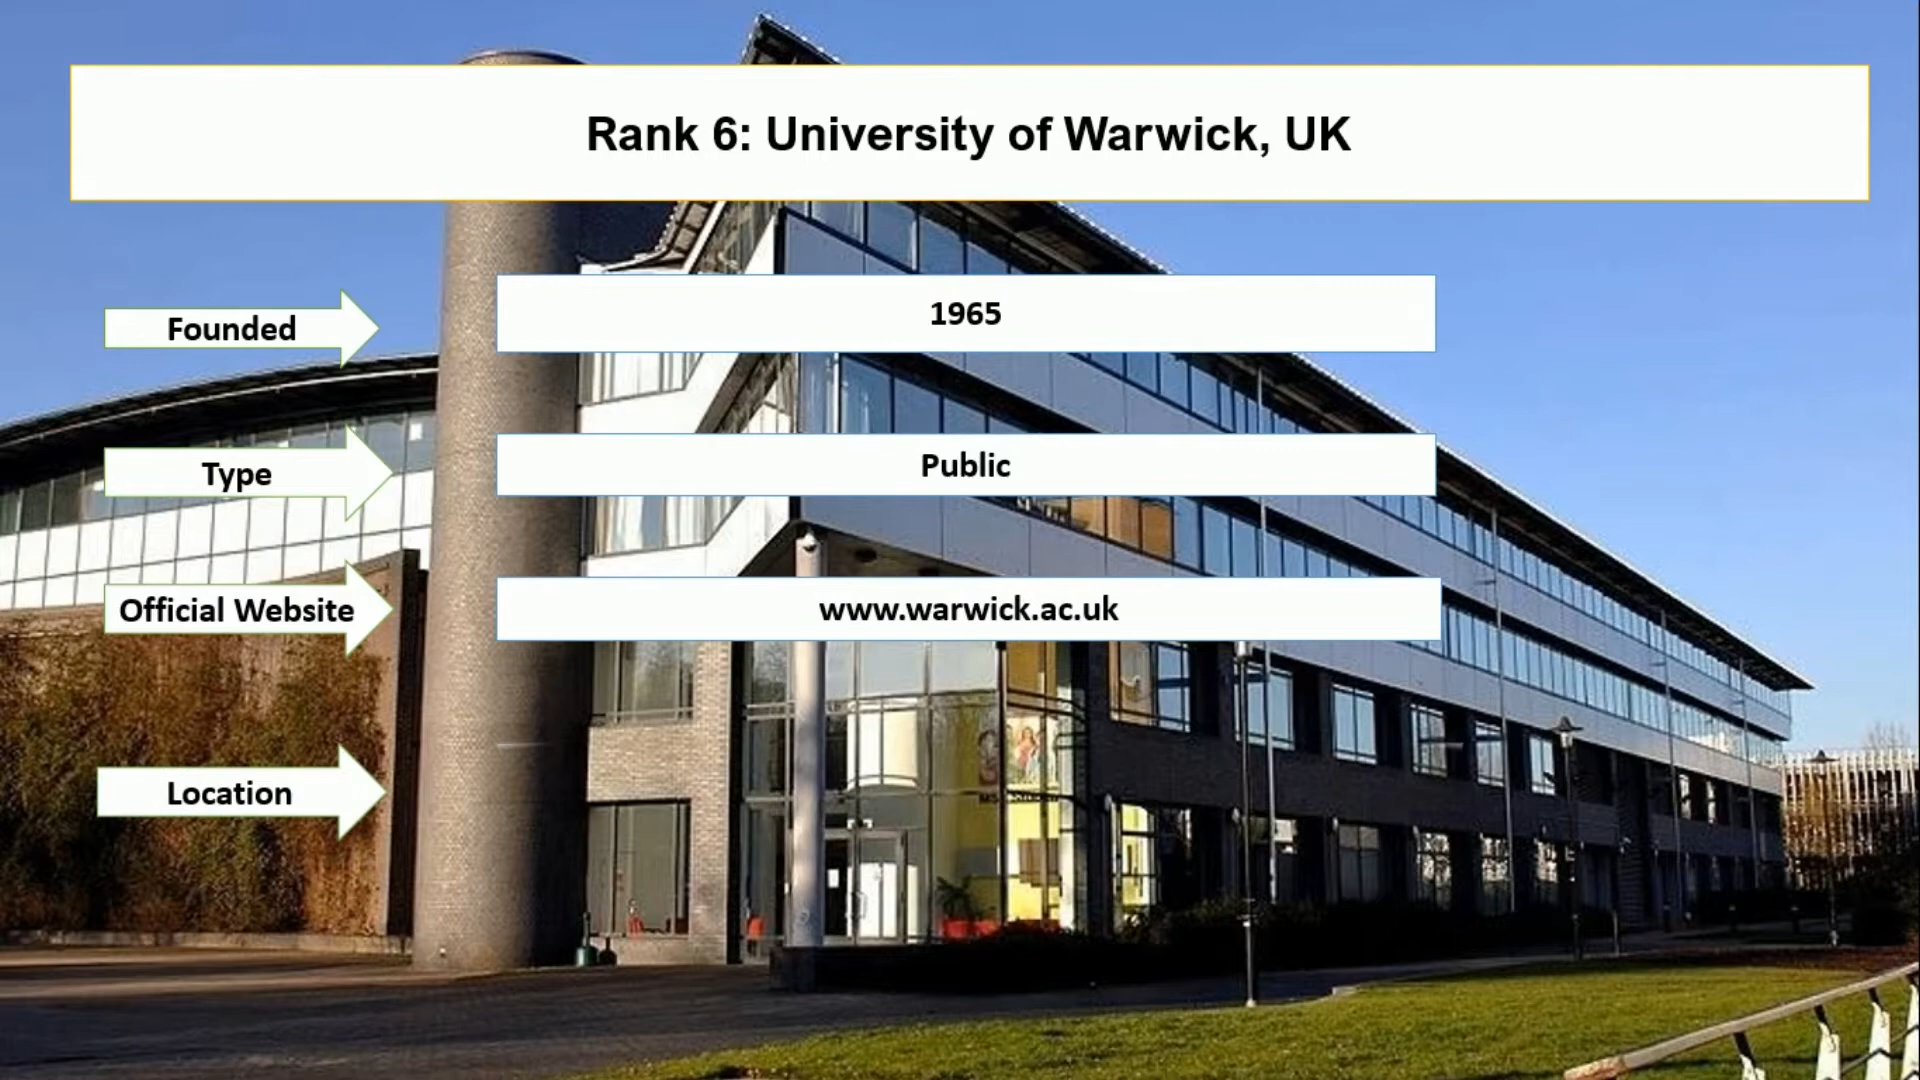 Rank 6: University of Warwick, UK
Founded
1965
Type
Public
Official Website
www.warwick.ac.uk
Location